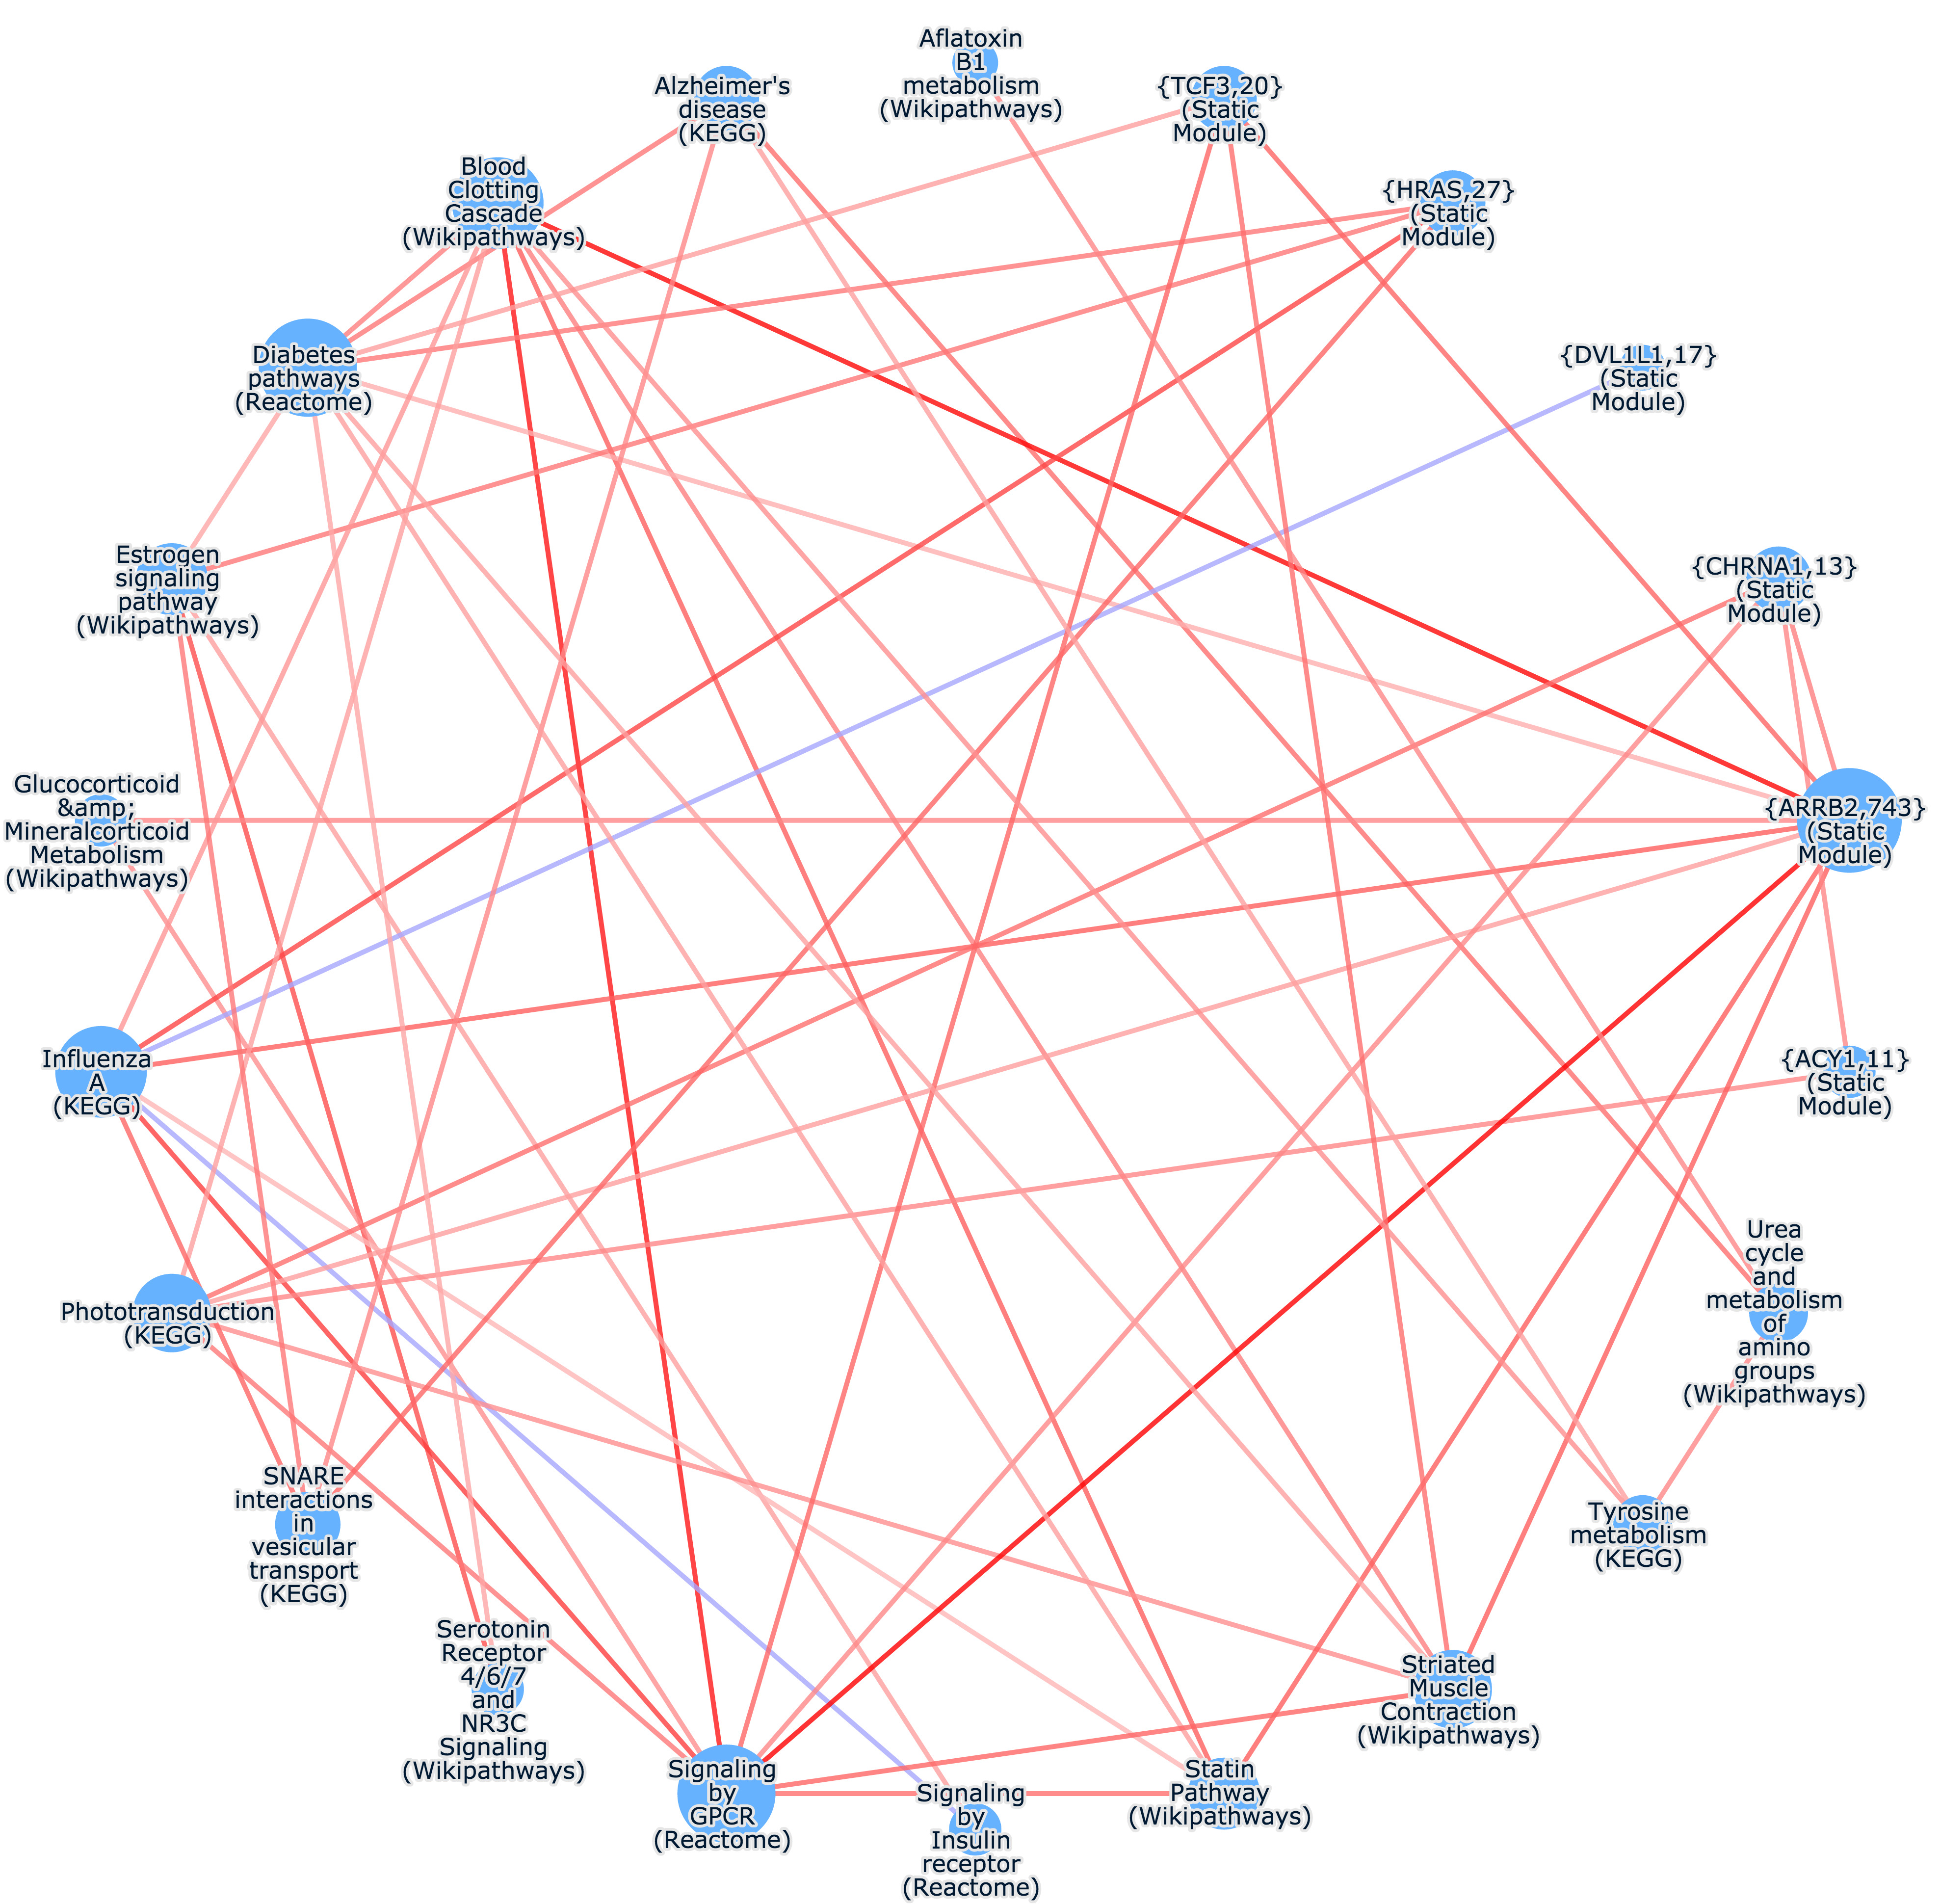 Aflatoxin
B1
metabolism
(Wikipathways)
Alzheimer's
disease
(KEGG)
{TCF3,20}
(Static
Module)
Blood
Clotting
Cascade
(Wikipathways)
{HRAS,27}
(Static
Module)
Diabetes
pathways
(Reactome)
{DVL1L1,17}
(Static
Module)
Estrogen
signaling
pathway
(Wikipathways)
{CHRNA1,13}
(Static
Module)
Glucocorticoid
&amp;
Mineralcorticoid
Metabolism
(Wikipathways)
{ARRB2,743}
(Static
Module)
Influenza
A
(KEGG)
{ACY1,11}
(Static
Module)
Phototransduction
(KEGG)
Urea
cycle
and
metabolism
of
amino
groups
(Wikipathways)
SNARE
interactions
in
vesicular
transport
(KEGG)
Tyrosine
metabolism
(KEGG)
Serotonin
Receptor
4/6/7
and
NR3C
Signaling
(Wikipathways)
Striated
Muscle
Contraction
(Wikipathways)
Signaling
by
GPCR
(Reactome)
Signaling
by
Insulin
receptor
(Reactome)
Statin
Pathway
(Wikipathways)